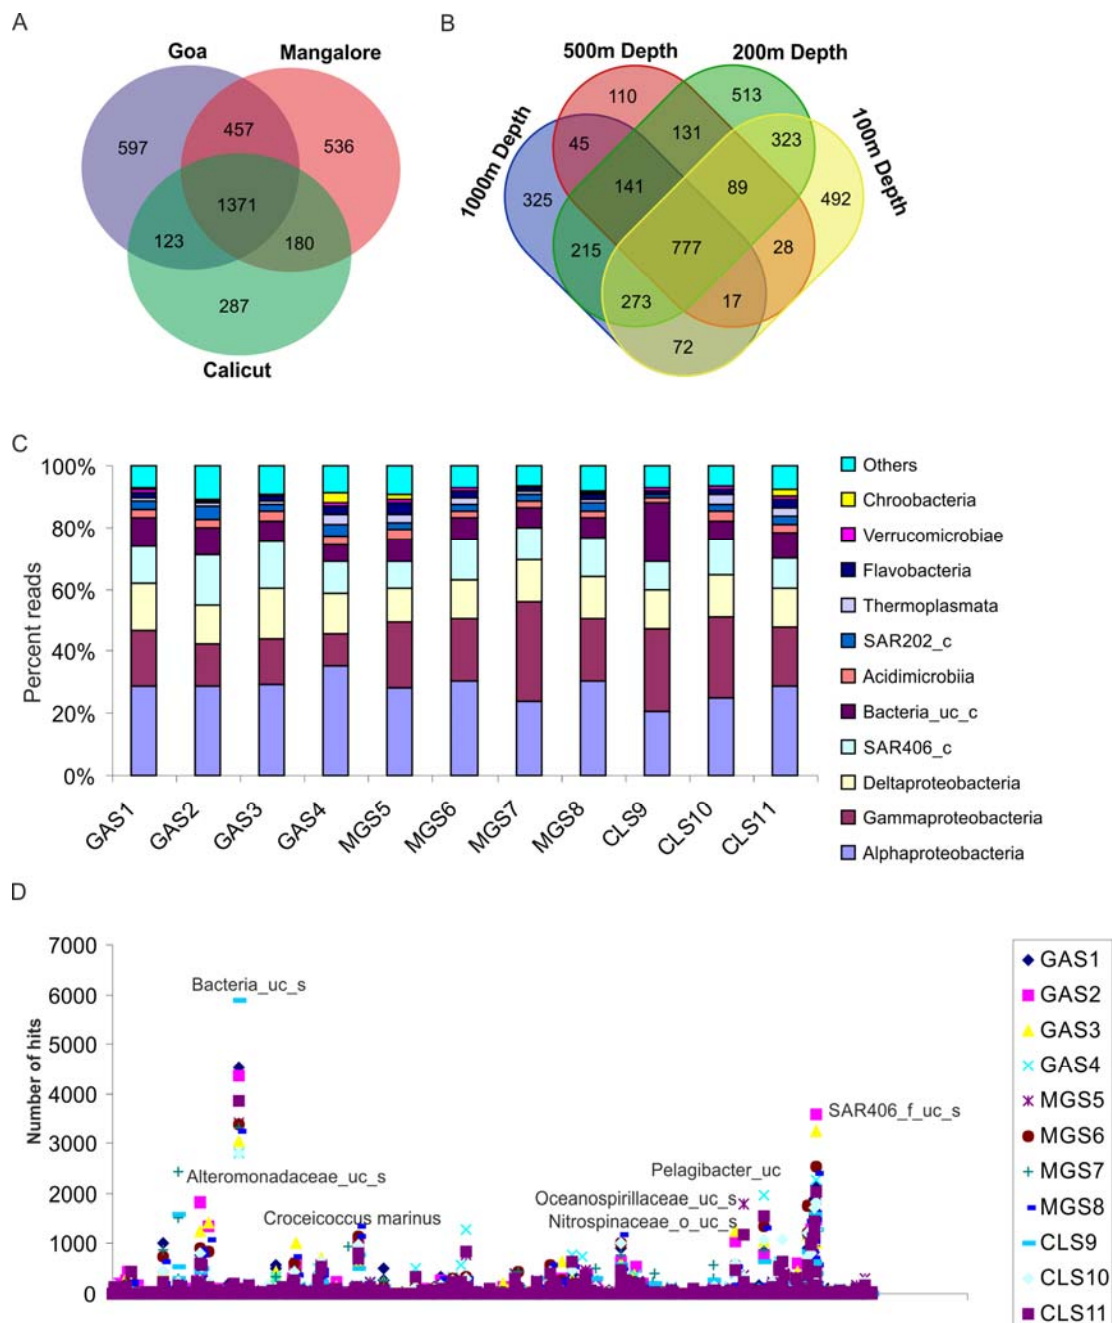 A
Goa
Mangalore
597
457
536
1371
123
180
287
Calicut
B
500m Depth
200m Depth
1000m Depth
100m Depth
110
513
45
131
323
325
141
89
492
215
777
28
273
17
72
C
Percent reads
100%
80%
60%
40%
20%
0%
GAS1
GAS2
GAS3
GAS4
MGS5
MGS6
MGS7
MGS8
CLS9
CLS10
CLS11
Others
Chroobacteria
Verrucomicrobiae
Flavobacteria
Thermoplasmata
SAR202_c
Acidimicrobiia
Bacteria_uc_c
SAR406_c
Deltaproteobacteria
Gammaproteobacteria
Alphaproteobacteria
D
Number of hits
7000
6000
5000
4000
3000
2000
1000
0
Bacteria_uc_s
Alteromonadaceae_uc_s
Croceicoccus marinus
Pelagibacter_uc
Oceanospirillaceae_uc_s
Nitrospinaceae_o_uc_s
SAR406_f_uc_s
GAS1
GAS2
GAS3
GAS4
MGS5
MGS6
MGS7
MGS8
CLS9
CLS10
CLS11